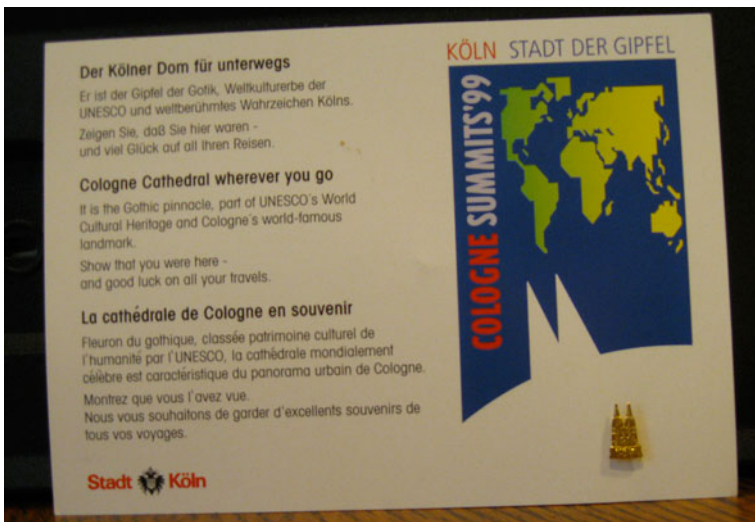 Der Kölner Dom für unterwegs
Er ist der Gipfel der Gotik, Weltkulturerbe der
UNESCO und weltberühmtes Wahrzeichen Kölns.
Zeigen Sie, daß Sie hier waren -
und viel Glück auf all Ihren Reisen.
Cologne Cathedral wherever you go
It is the Gothic pinnacle, part of UNESCO's World
Cultural Heritage and Cologne's world-famous
landmark.
Show that you were here -
and good luck on all your travels.
La cathédrale de Cologne en souvenir
Fleuron du gothique, classée patrimoine culturel de
l'humanité par l'UNESCO, la cathédrale mondialement
célèbre est caractéristique du panorama urbain de Cologne.
Montrez que vous l'avez vue.
Nous vous souhaitons de garder d'excellents souvenirs de
tous vos voyages.
Stadt Köln
KÖLN STADT DER GIPFEL
COLOGNE SUMMITS'99